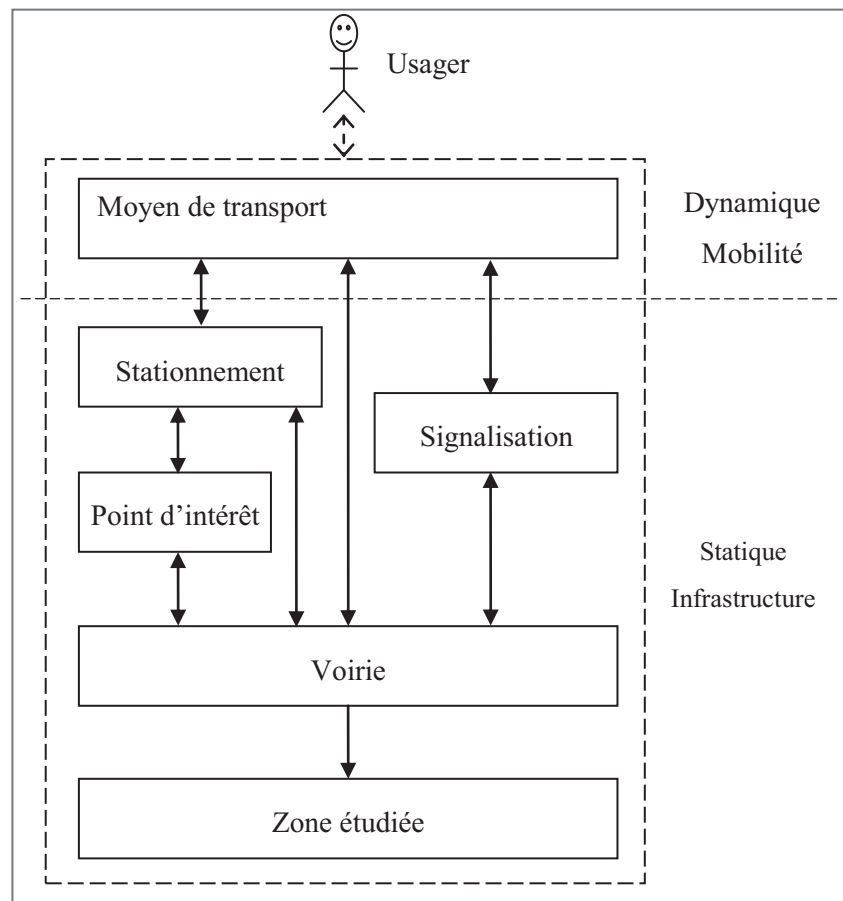 Usager
Moyen de transport
Dynamique
Mobilité
Stationnement
Signalisation
Point d’intérêt
Statique
Infrastructure
Voirie
Zone étudiée